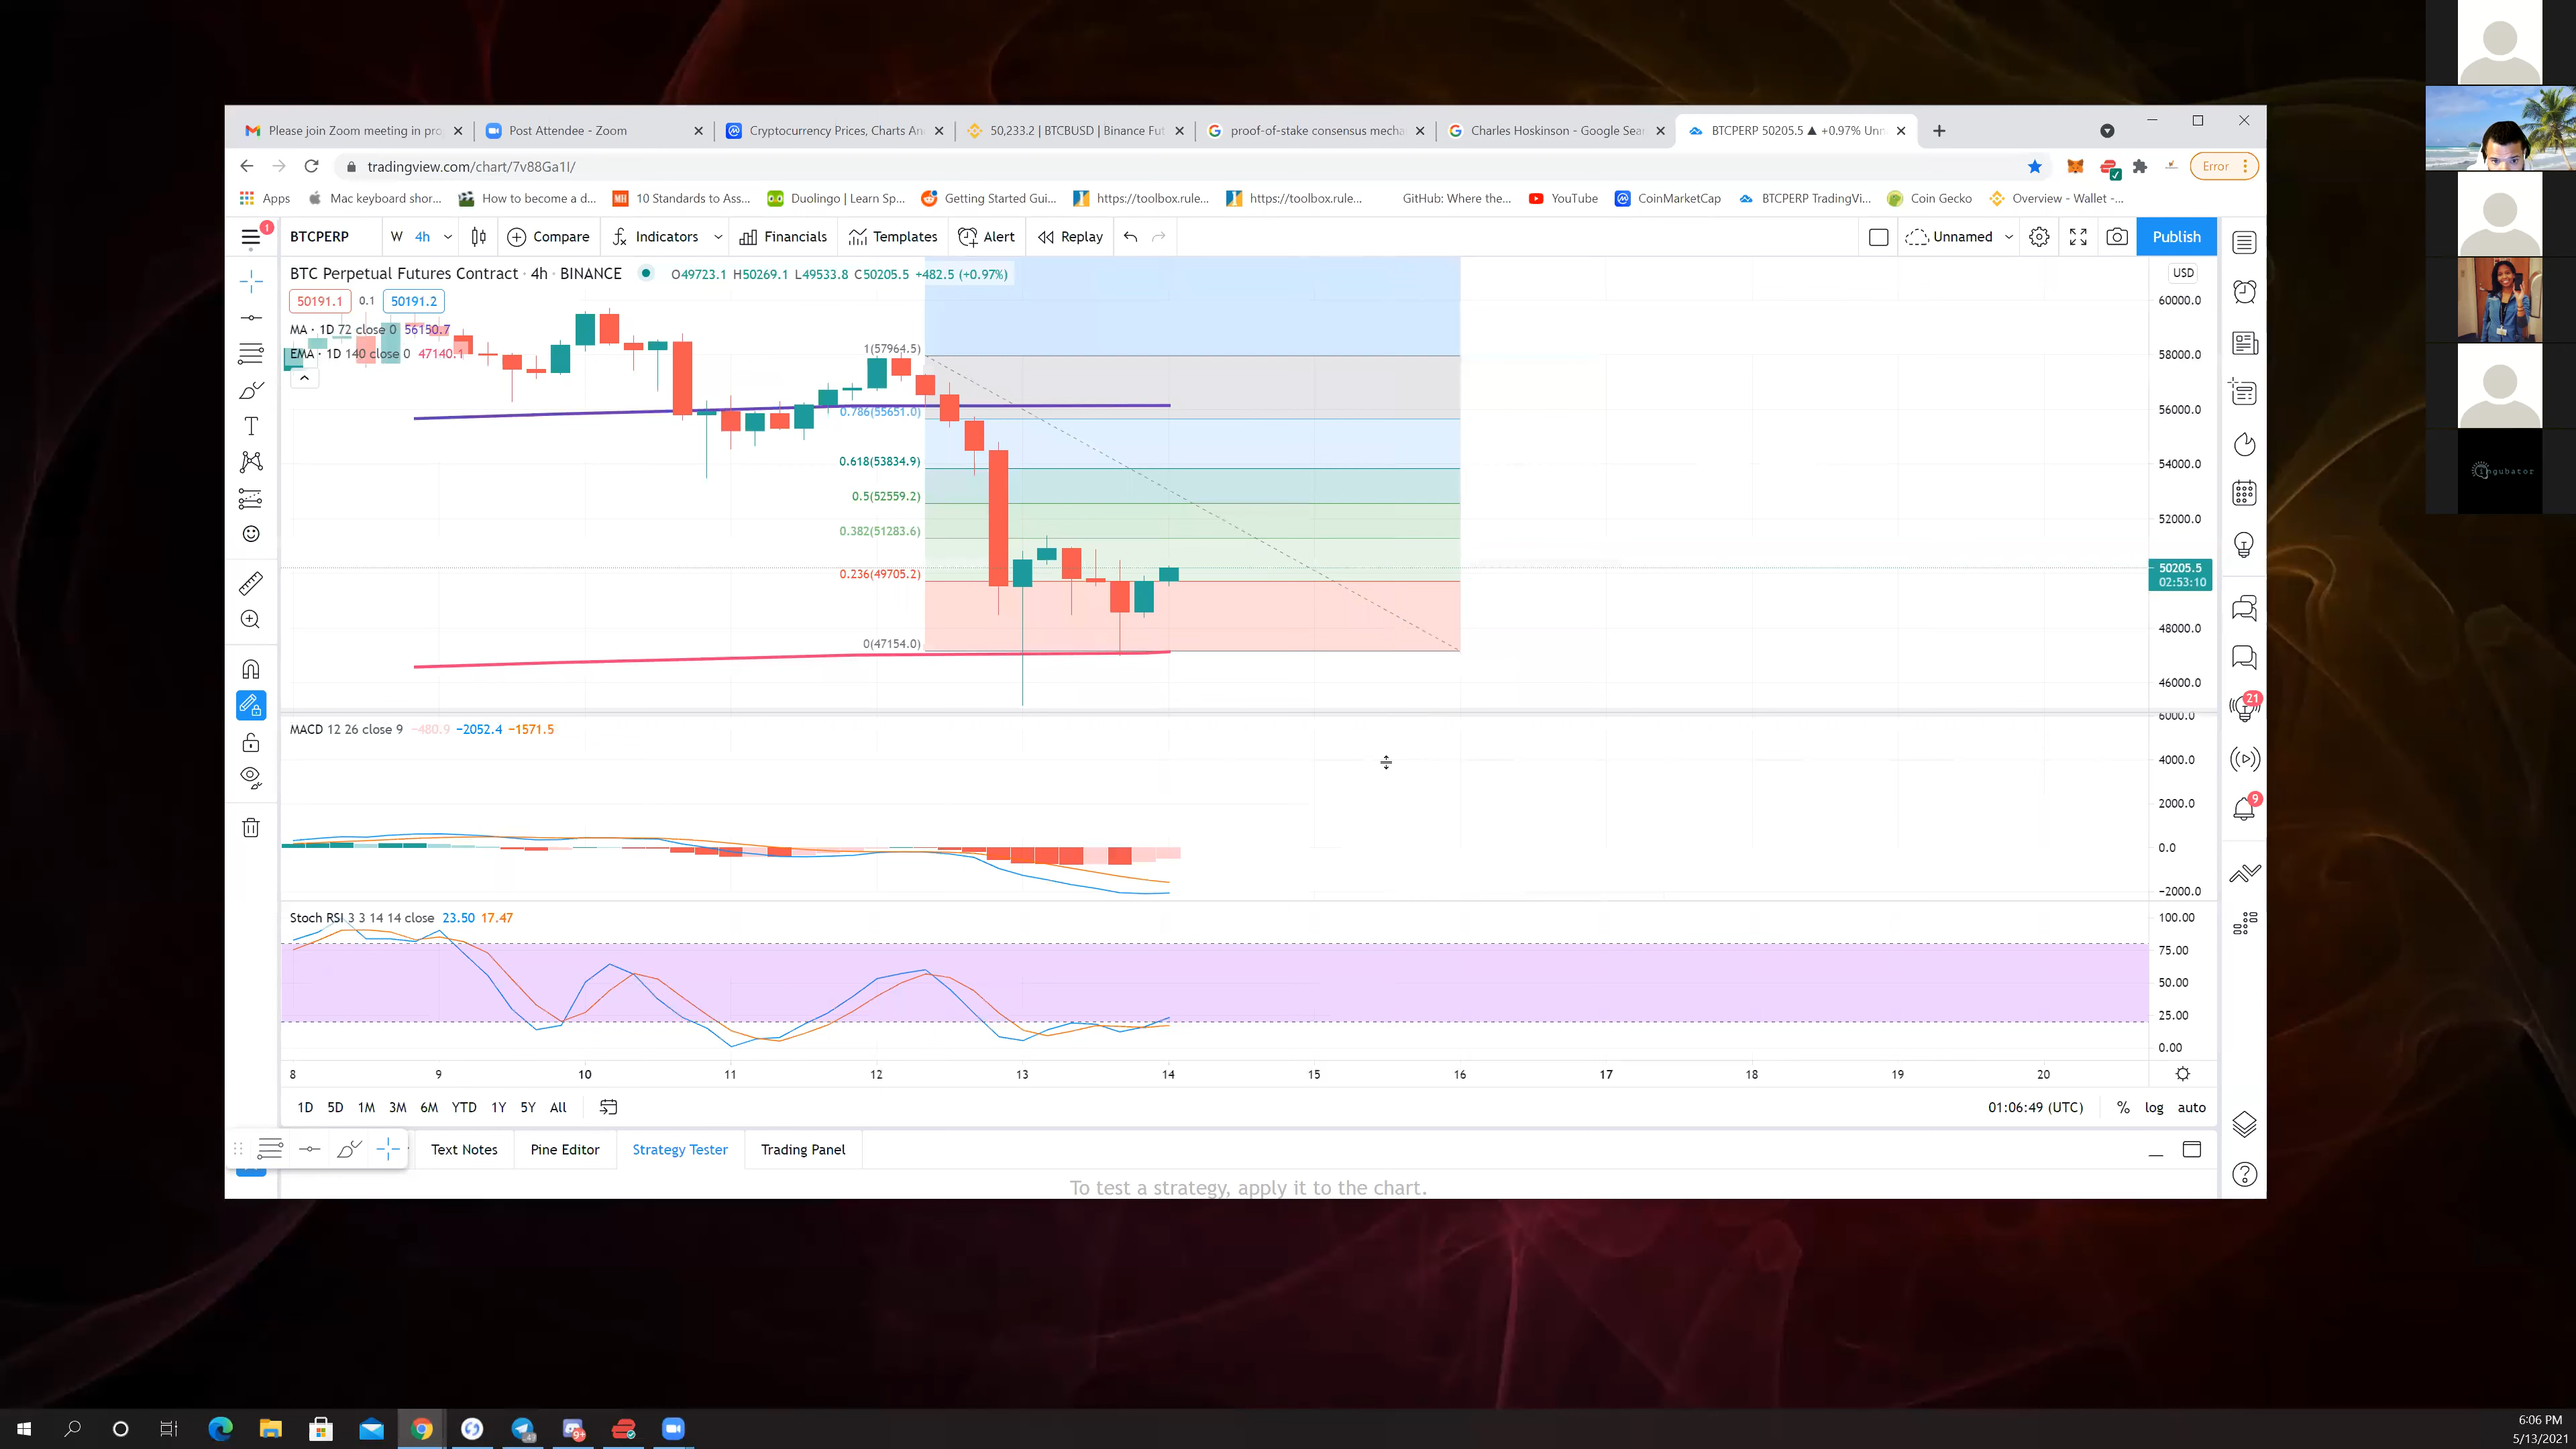 Please join Zoom meeting in pro
Post Attendee - Zoom
Cryptocurrency Prices, Charts An
50,233.2 | BTCBUSD | Binance Fut
proof-of-stake consensus mecha
Charles Hoskinson - Google Sea
BTCPERP 50205.5 ▲ +0.97% Unn
tradingview.com/chart/7v88Ga1I/
Error
Apps
Mac keyboard shor...
How to become a d...
10 Standards to Ass...
Duolingo | Learn Sp...
Getting Started Gui...
https://toolbox.rule...
https://toolbox.rule...
GitHub: Where the...
YouTube
CoinMarketCap
BTCPERP TradingVi...
Coin Gecko
Overview - Wallet -...
1
BTCPERP
W 4h
Compare
Indicators
Financials
Templates
Alert
Replay
Unnamed
Publish
BTC Perpetual Futures Contract · 4h · BINANCE
O49723.1 H50269.1 L49533.8 C50205.5 +482.5 (+0.97%)
USD
50191.1 0.1 50191.2
MA · 1D 72 close 0 56150.7
EMA · 1D 140 close 0 47140.1
1(57964.5)
0.786(55651.0)
0.618(53834.9)
0.5(52559.2)
0.382(51283.6)
0.236(49705.2)
0(47154.0)
60000.0
58000.0
56000.0
54000.0
52000.0
50205.5
02:53:10
48000.0
46000.0
MACD 12 26 close 9 −480.9 −2052.4 −1571.5
6000.0
4000.0
2000.0
0.0
−2000.0
Stoch RSI 3 3 14 14 close 23.50 17.47
100.00
75.00
50.00
25.00
0.00
8 9 10 11 12 13 14 15 16 17 18 19 20
1D 5D 1M 3M 6M YTD 1Y 5Y All
01:06:49 (UTC) % log auto
Text Notes
Pine Editor
Strategy Tester
Trading Panel
To test a strategy, apply it to the chart.
21
9
ingubator
9+
6:06 PM
5/13/2021